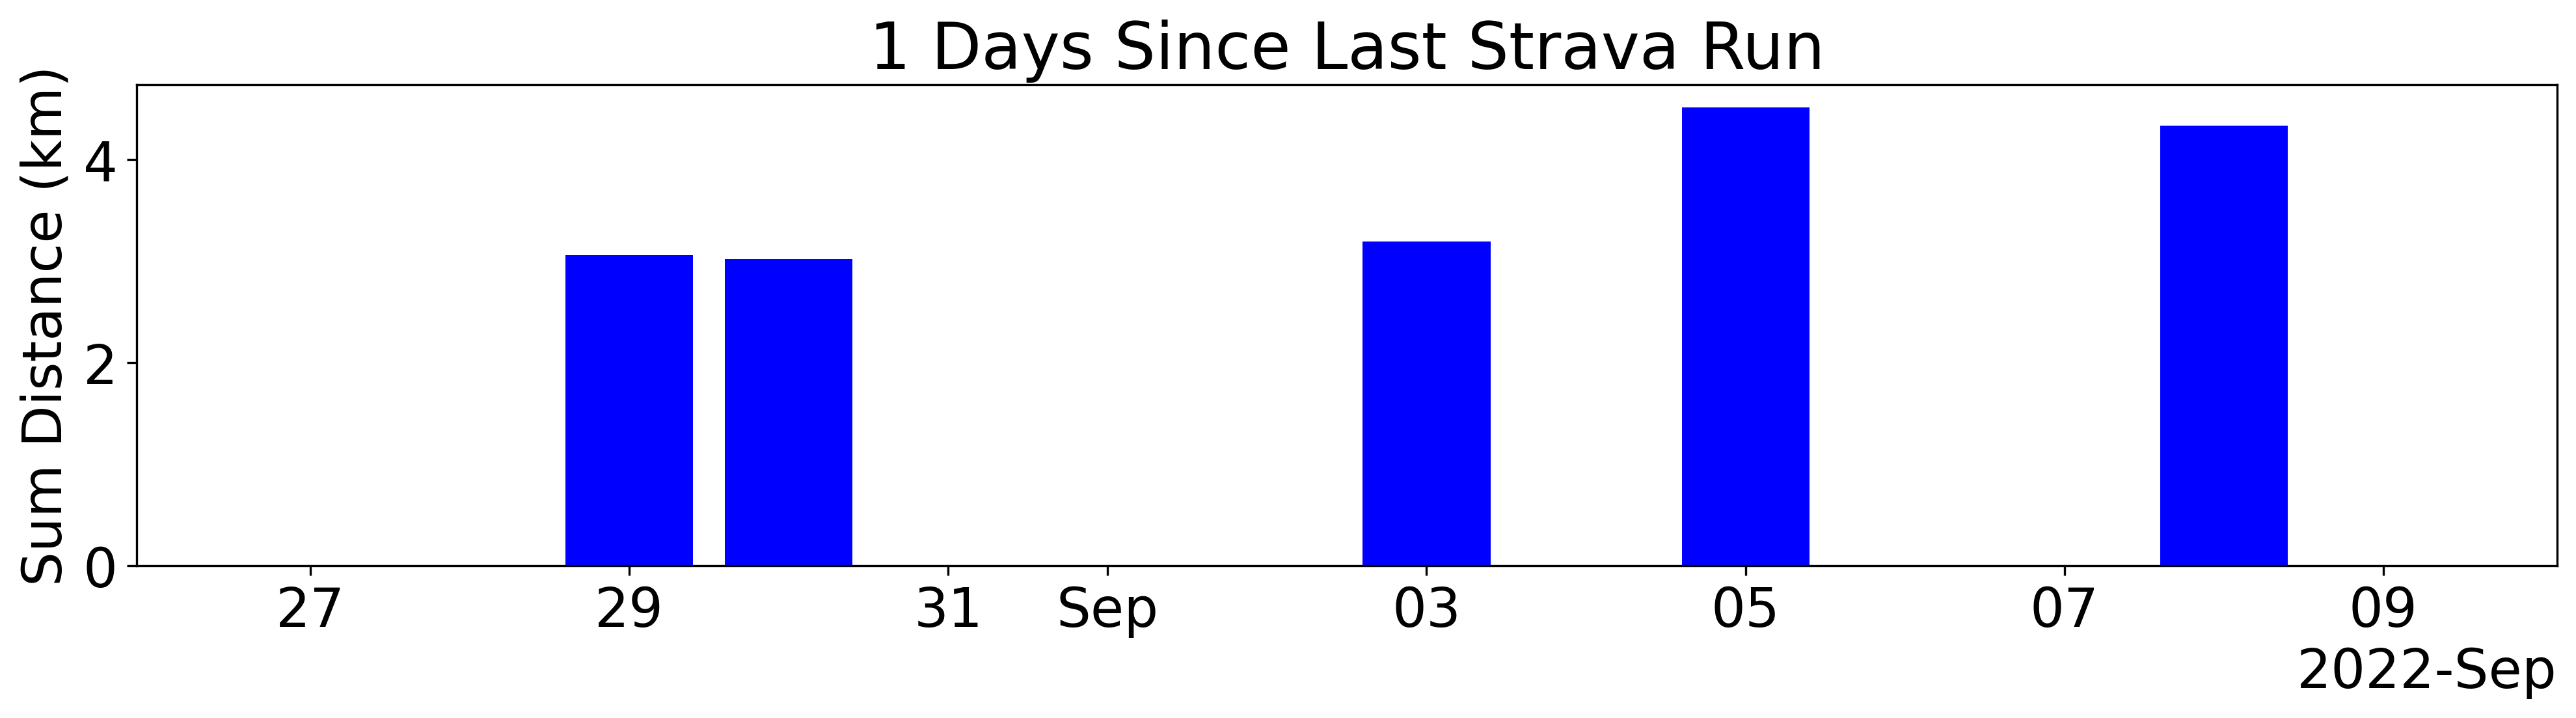 1 Days Since Last Strava Run
Sum Distance (km)
4
2
0
27 29 31 Sep 03 05 07 09
2022-Sep